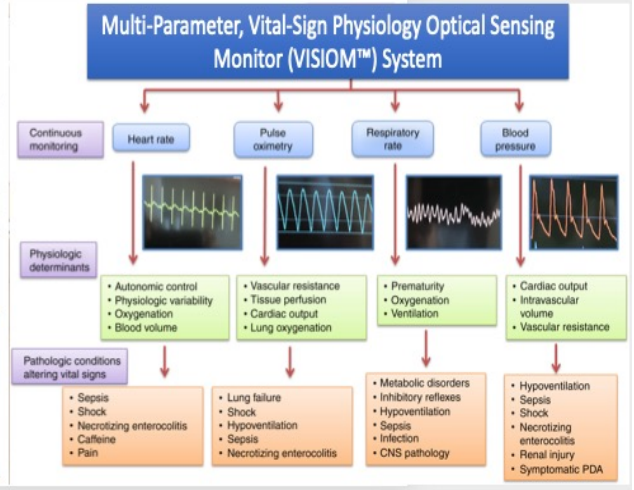 Multi-Parameter, Vital-Sign Physiology Optical Sensing
Monitor (VISIOM™) System
Continuous
monitoring
Heart rate
Pulse
oximetry
Respiratory
rate
Blood
pressure
Physiologic
determinants
• Autonomic control
• Physiologic variability
• Oxygenation
• Blood volume
• Vascular resistance
• Tissue perfusion
• Cardiac output
• Lung oxygenation
• Prematurity
• Oxygenation
• Ventilation
• Cardiac output
• Intravascular
volume
• Vascular resistance
Pathologic conditions
altering vital signs
• Sepsis
• Shock
• Necrotizing enterocolitis
• Caffeine
• Pain
• Lung failure
• Shock
• Hypoventilation
• Sepsis
• Necrotizing enterocolitis
• Metabolic disorders
• Inhibitory reflexes
• Hypoventilation
• Sepsis
• Infection
• CNS pathology
• Hypoventilation
• Sepsis
• Shock
• Necrotizing
enterocolitis
• Renal injury
• Symptomatic PDA